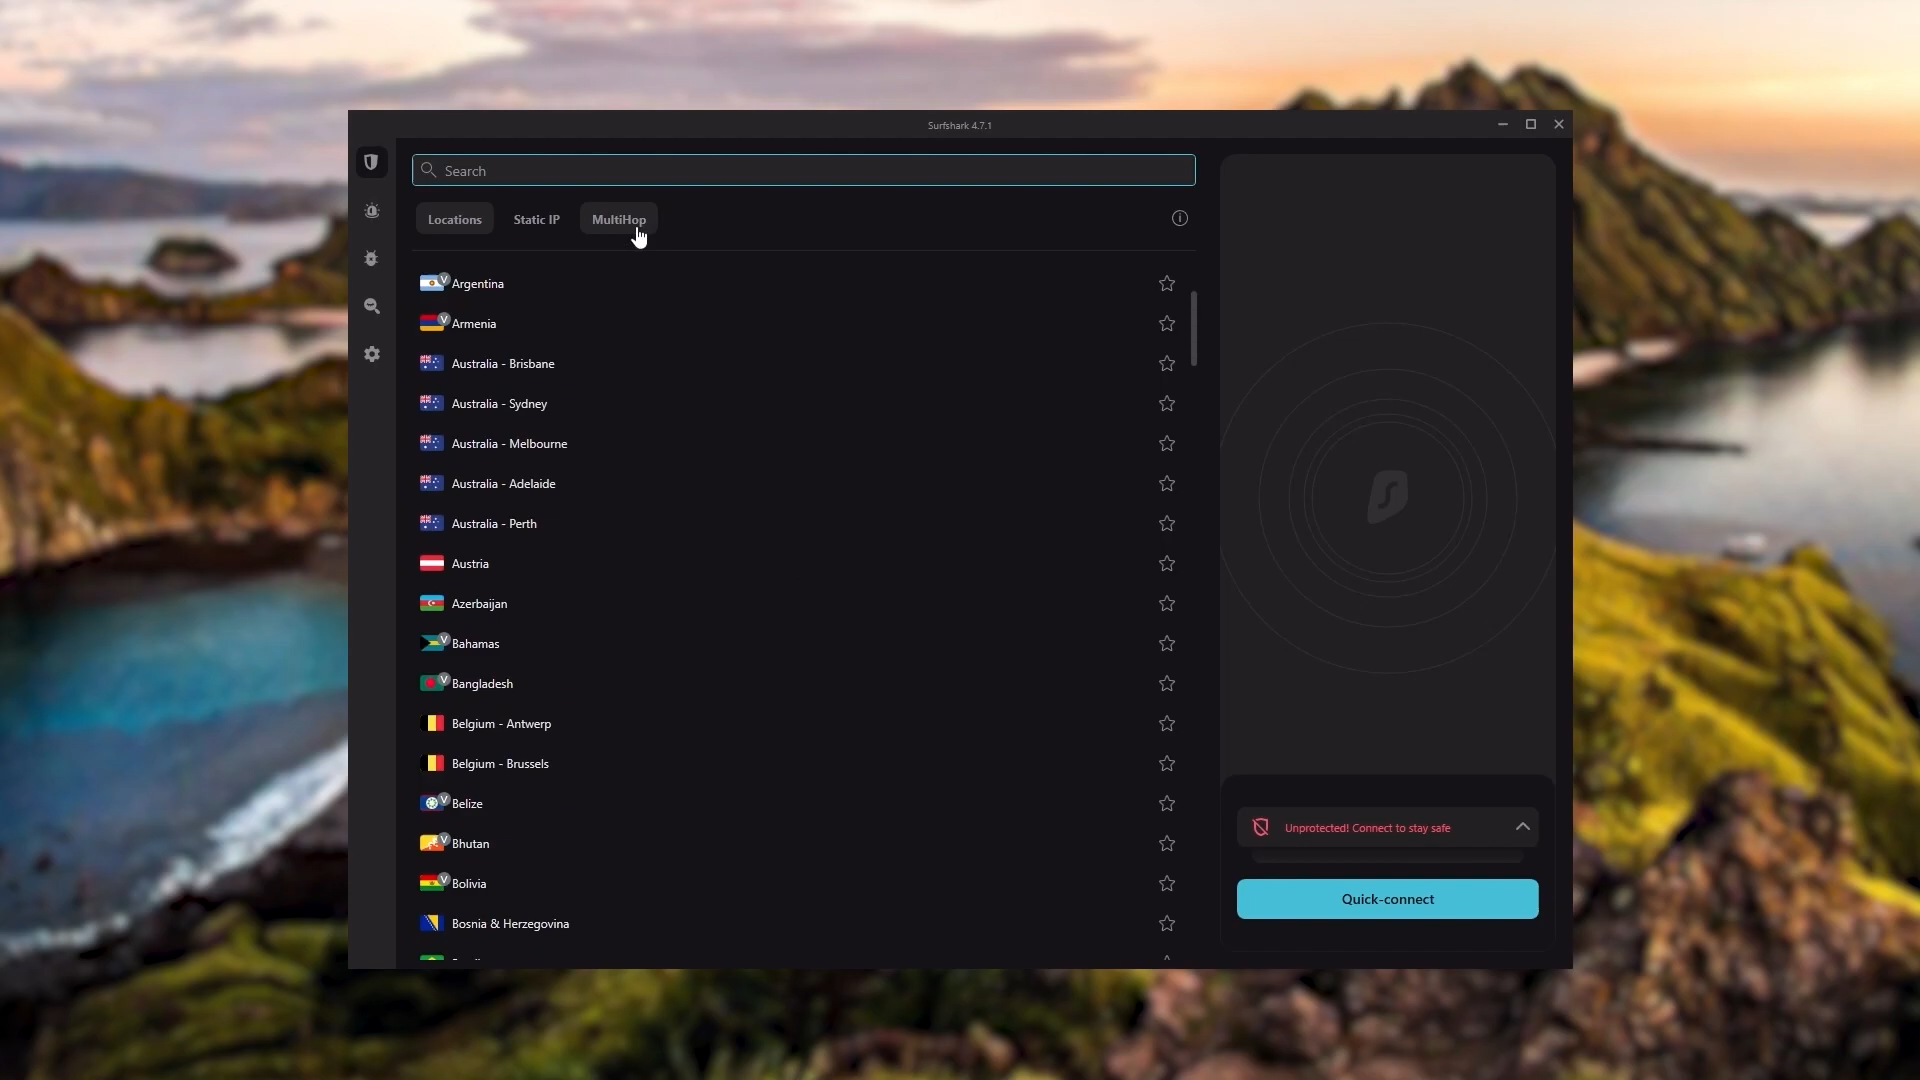 Surfshark 4.7.1
Search
Locations
Static IP
MultiHop
V
Argentina
V
Armenia
Australia - Brisbane
Australia - Sydney
Australia - Melbourne
Australia - Adelaide
Australia - Perth
Austria
Azerbaijan
V
Bahamas
V
Bangladesh
Belgium - Antwerp
Belgium - Brussels
V
Belize
V
Bhutan
V
Bolivia
Bosnia & Herzegovina
Unprotected! Connect to stay safe
Quick-connect